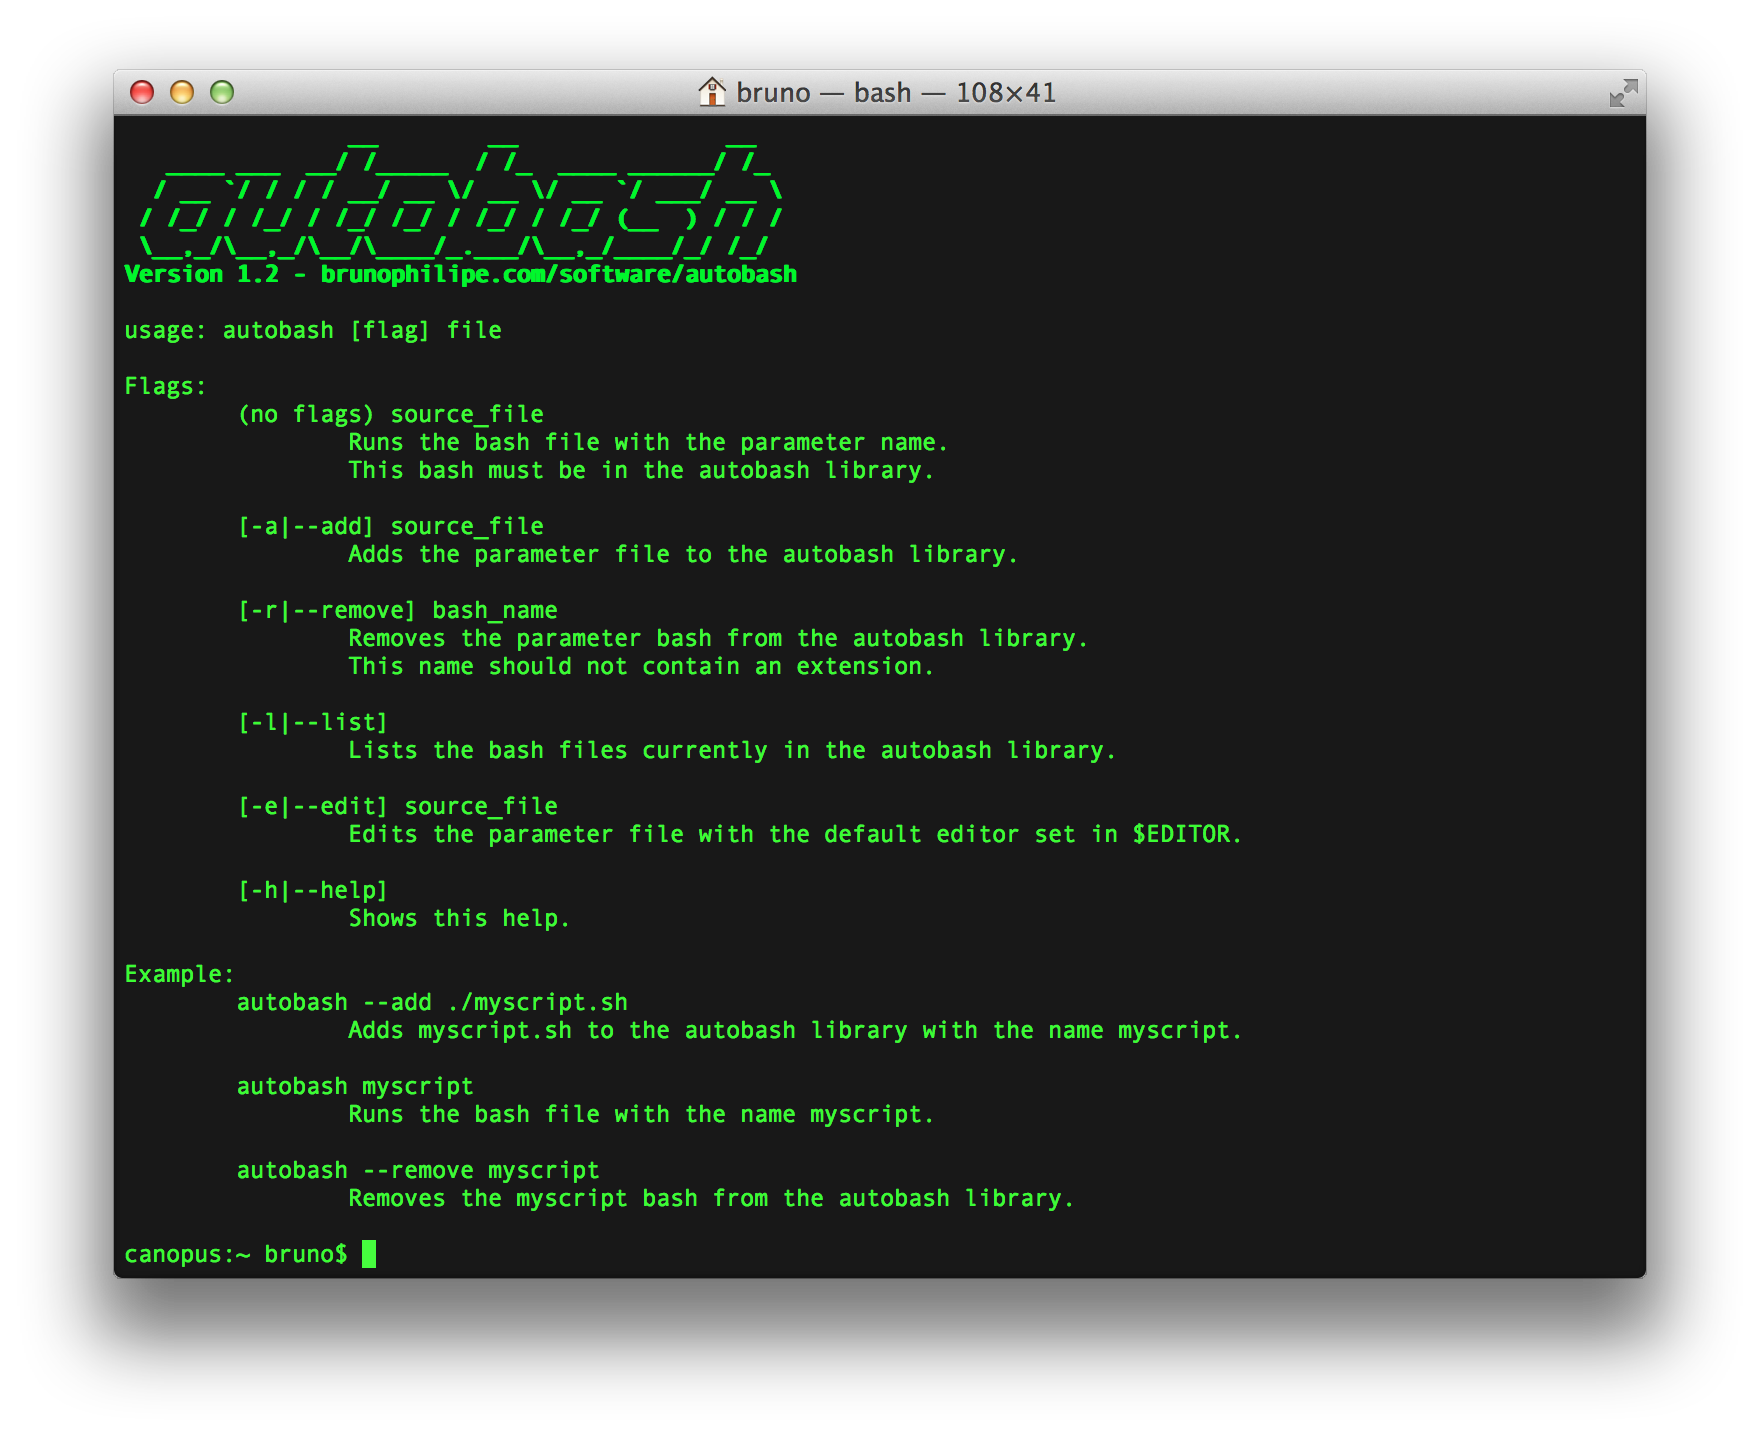 bruno — bash — 108×41
autobash
Version 1.2 - brunophilipe.com/software/autobash
usage: autobash [flag] file
Flags:
(no flags) source_file
Runs the bash file with the parameter name.
This bash must be in the autobash library.
[-a|--add] source_file
Adds the parameter file to the autobash library.
[-r|--remove] bash_name
Removes the parameter bash from the autobash library.
This name should not contain an extension.
[-l|--list]
Lists the bash files currently in the autobash library.
[-e|--edit] source_file
Edits the parameter file with the default editor set in $EDITOR.
[-h|--help]
Shows this help.
Example:
autobash --add ./myscript.sh
Adds myscript.sh to the autobash library with the name myscript.
autobash myscript
Runs the bash file with the name myscript.
autobash --remove myscript
Removes the myscript bash from the autobash library.
canopus:~ bruno$